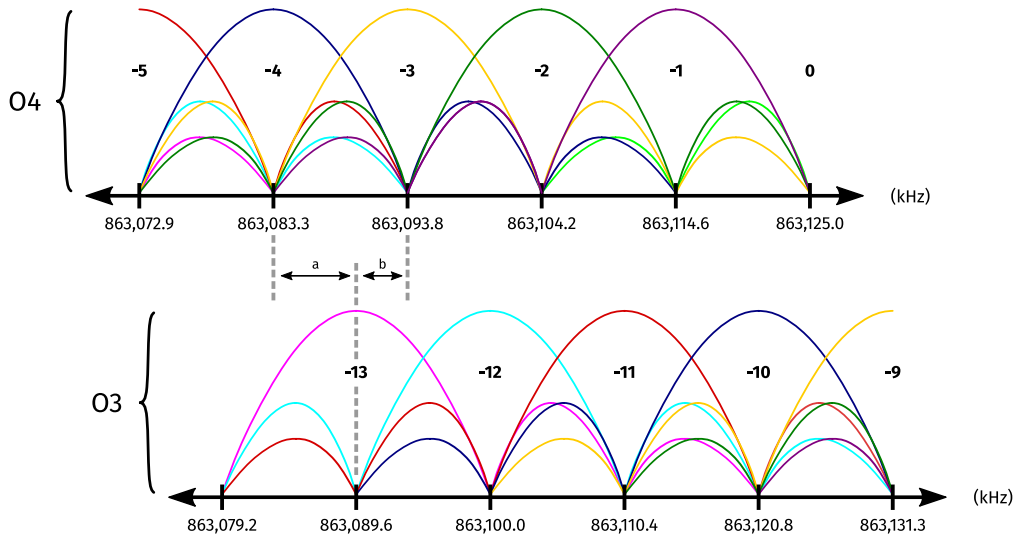 -5 -4 -3 -2 -1 0
O4
(kHz)
863,072.9 863,083.3 863,093.8 863,104.2 863,114.6 863,125.0
a b
-13 -12 -11 -10 -9
O3
(kHz)
863,079.2 863,089.6 863,100.0 863,110.4 863,120.8 863,131.3